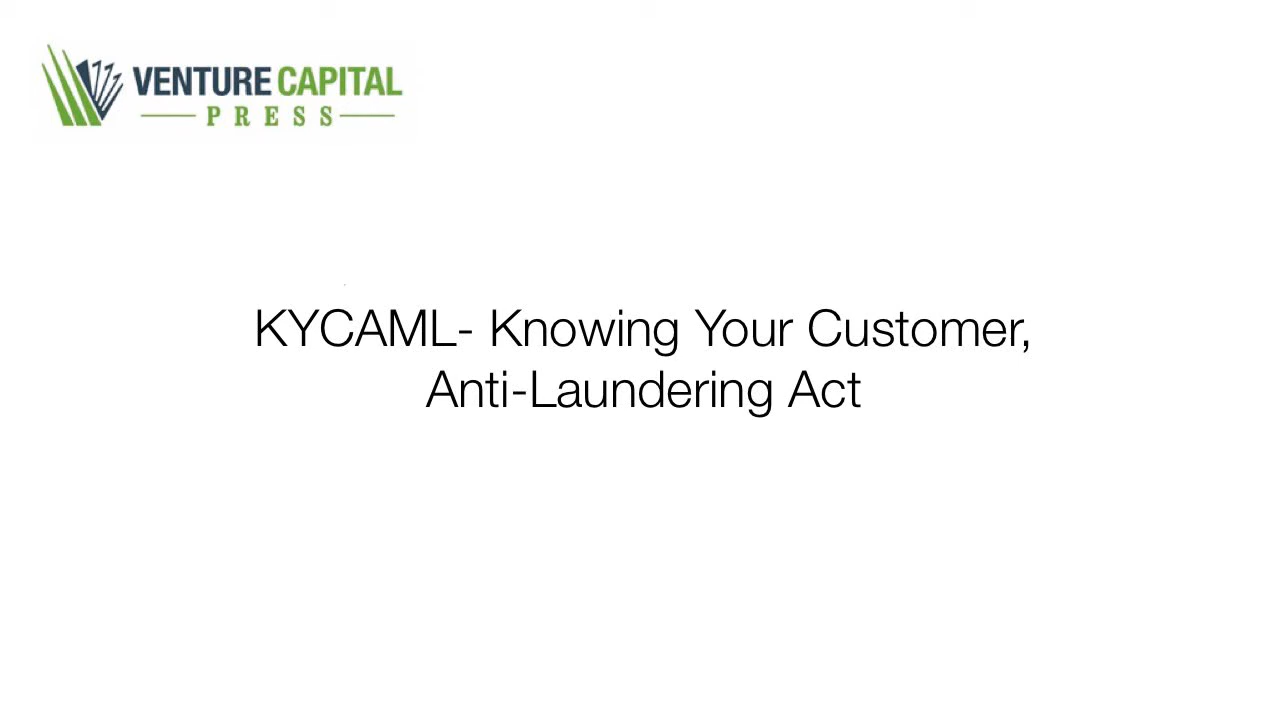 VENTURE CAPITAL
PRESS
KYCAML- Knowing Your Customer,
Anti-Laundering Act